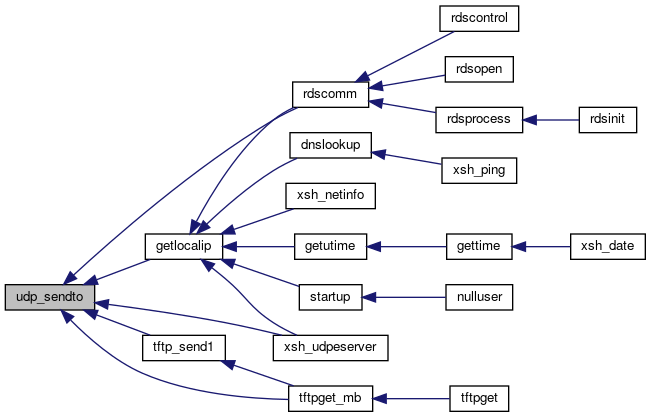 rdscontrol
rdsopen
rdscomm
rdsprocess
rdsinit
dnslookup
xsh_ping
xsh_netinfo
getlocalip
getutime
gettime
xsh_date
udp_sendto
startup
nulluser
tftp_send1
xsh_udpeserver
tftpget_mb
tftpget